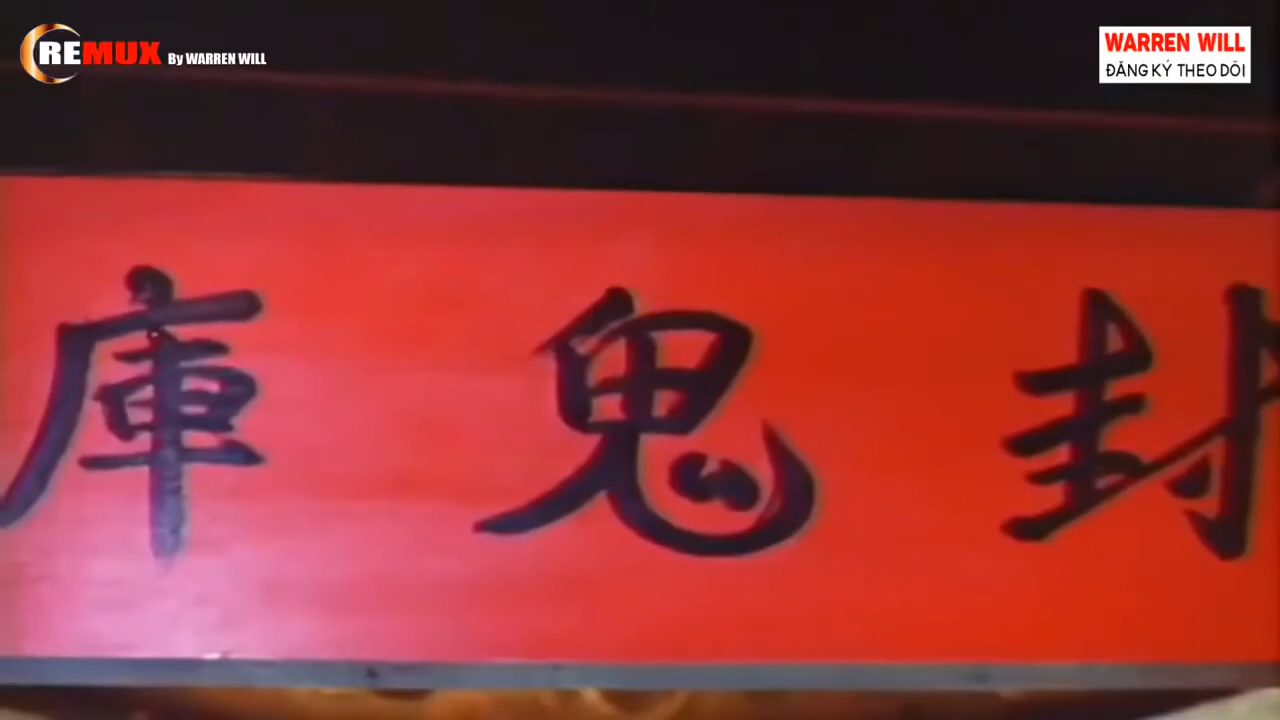 REMUX By WARREN WILL
WARREN WILL
ĐĂNG KÝ THEO DÕI
封鬼庫